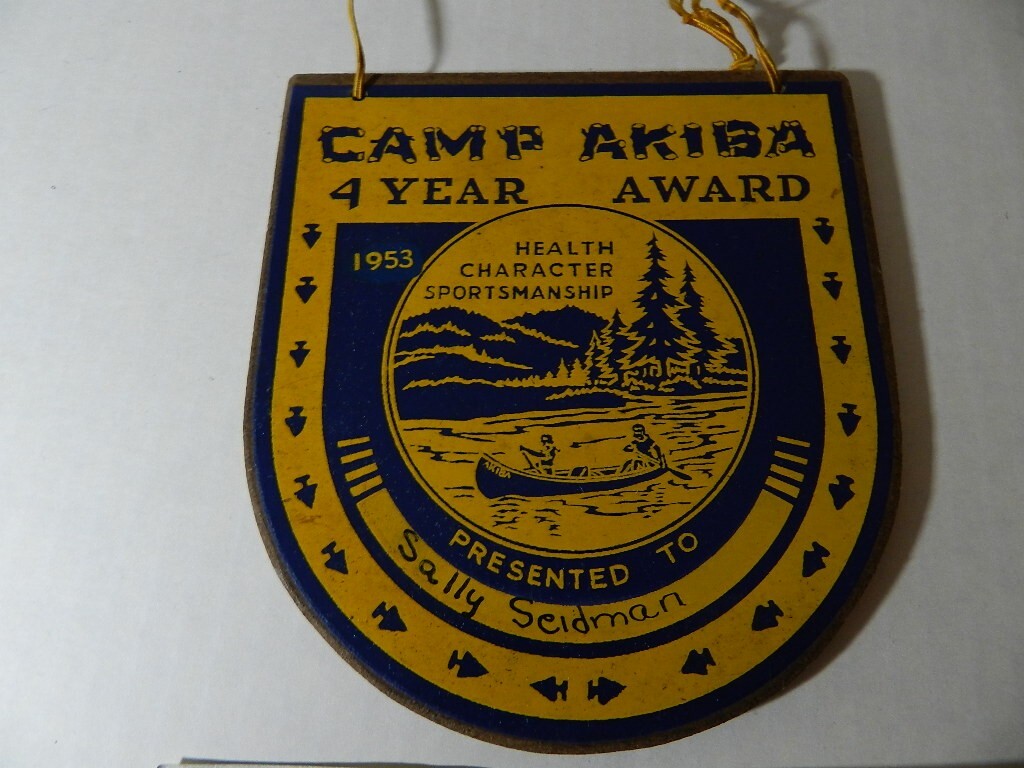 CAMP AKIBA
4 YEAR AWARD
1953
HEALTH
CHARACTER
SPORTSMANSHIP
AKIBA
PRESENTED TO
Sally Seidman